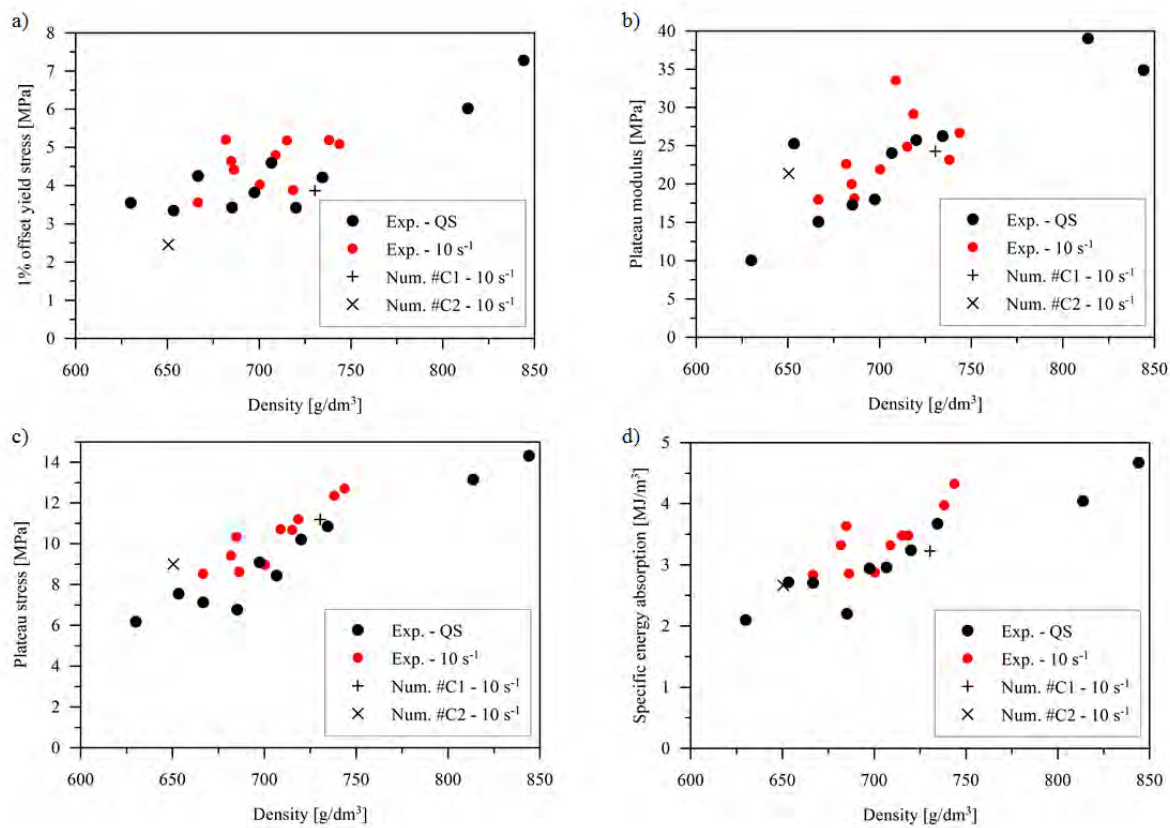 a)
1% offset yield stress [MPa]
8
7
6
5
4
3
2
1
0
600 650 700 750 800 850
Density [g/dm³]
Exp. - QS
Exp. - 10 s⁻¹
Num. #C1 - 10 s⁻¹
Num. #C2 - 10 s⁻¹
b)
Plateau modulus [MPa]
40
35
30
25
20
15
10
5
0
600 650 700 750 800 850
Density [g/dm³]
Exp. - QS
Exp. - 10 s⁻¹
Num. #C1 - 10 s⁻¹
Num. #C2 - 10 s⁻¹
c)
Plateau stress [MPa]
14
12
10
8
6
4
2
0
600 650 700 750 800 850
Density [g/dm³]
Exp. - QS
Exp. - 10 s⁻¹
Num. #C1 - 10 s⁻¹
Num. #C2 - 10 s⁻¹
d)
Specific energy absorption [MJ/m³]
5
4
3
2
1
0
600 650 700 750 800 850
Density [g/dm³]
Exp. - QS
Exp. - 10 s⁻¹
Num. #C1 - 10 s⁻¹
Num. #C2 - 10 s⁻¹